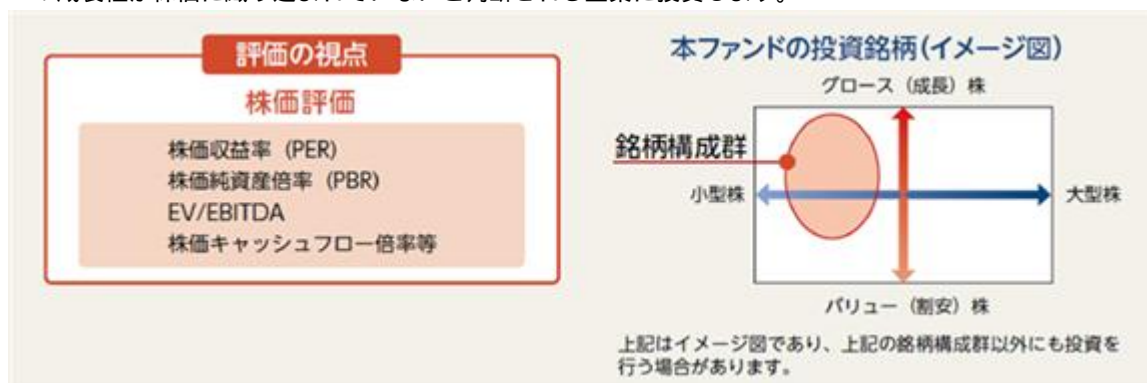 評価の視点
株価評価
株価収益率（PER）
株価純資産倍率（PBR）
EV/EBITDA
株価キャッシュフロー倍率等
本ファンドの投資銘柄（イメージ図）
グロース（成長）株
銘柄構成群
小型株
大型株
バリュー（割安）株
上記はイメージ図であり、上記の銘柄構成群以外にも投資を
行う場合があります。